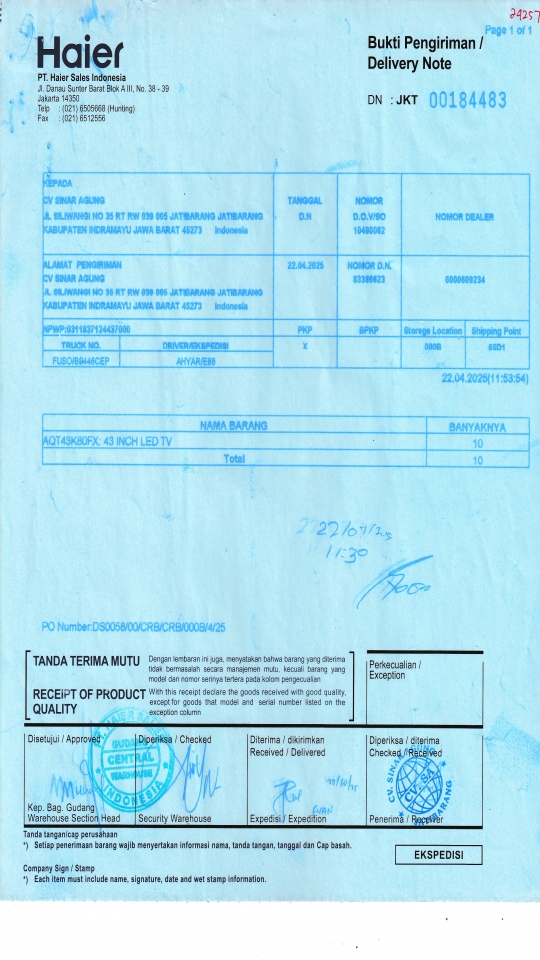 24257
Page 1 of 1
Haier
Bukti Pengiriman /
Delivery Note
PT. Haier Sales Indonesia
Jl. Danau Sunter Barat Blok A III, No. 38 - 39
Jakarta 14350
Telp : (021) 6505668 (Hunting)
Fax : (021) 6512556
DN : JKT 00184483
KEPADA
CV SINAR AGUNG
JL SILIWANGI NO 35 RT RW 030 005 JATIBARANG JATIBARANG
KABUPATEN INDRAMAYU JAWA BARAT 45273 Indonesia
TANGGAL
D.N
NOMOR
D.O.V/SO
NOMOR DEALER
ALAMAT PENGIRIMAN
CV SINAR AGUNG
JL SILIWANGI NO 35 RT RW 030 005 JATIBARANG JATIBARANG
KABUPATEN INDRAMAYU JAWA BARAT 45273 Indonesia
22.04.2025
NOMOR D.N.
NPWP:0311837124437000
PKP
BPKP
Storege Location
Shipping Point
TRUCK NO.
DRIVER/EKSPEDISI
X
000B
AHYAR/E68
22.04.2025(11:53:54)
NAMA BARANG
BANYAKNYA
AQT43K80FX: 43 INCH LED TV
10
Total
10
11:30
PO Number:DS0058/00/CRB/CRB/000B/4/25
TANDA TERIMA MUTU
Dengan lembaran ini juga, menyatakan bahwa barang yang diterima
tidak bermasalah secara manajemen mutu, kecuali barang yang
model dan nomor serinya tertera pada kolom pengecualian
RECEIPT OF PRODUCT
QUALITY
With this receipt declare the goods received with good quality,
except for goods that model and serial number listed on the
exception column
Perkecualian /
Exception
Disetujui / Approved
Diperiksa / Checked
Diterima / dikirimkan
Received / Delivered
Diperiksa / diterima
Checked / Received
GUDANG
CENTRAL
WAREHOUSE
INDONESIA
CV. SINAR AGUNG
CV. SA
JATIBARANG
Kep. Bag. Gudang
Warehouse Section Head
Security Warehouse
Expedisi / Expedition
Penerima / Receiver
Tanda tangan/cap perusahaan
*) Setiap penerimaan barang wajib menyertakan informasi nama, tanda tangan, tanggal dan Cap basah.
EKSPEDISI
Company Sign / Stamp
*) Each item must include name, signature, date and wet stamp information.